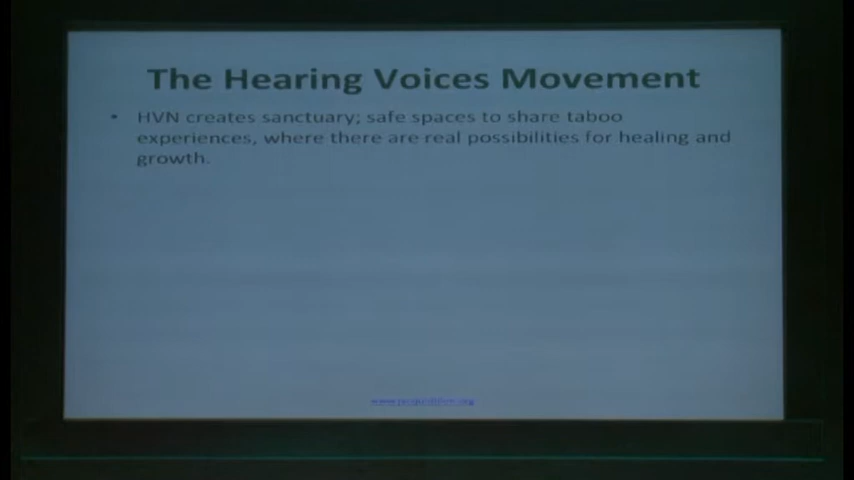 The Hearing Voices Movement
• HVN creates sanctuary; safe spaces to share taboo
experiences, where there are real possibilities for healing and
growth.